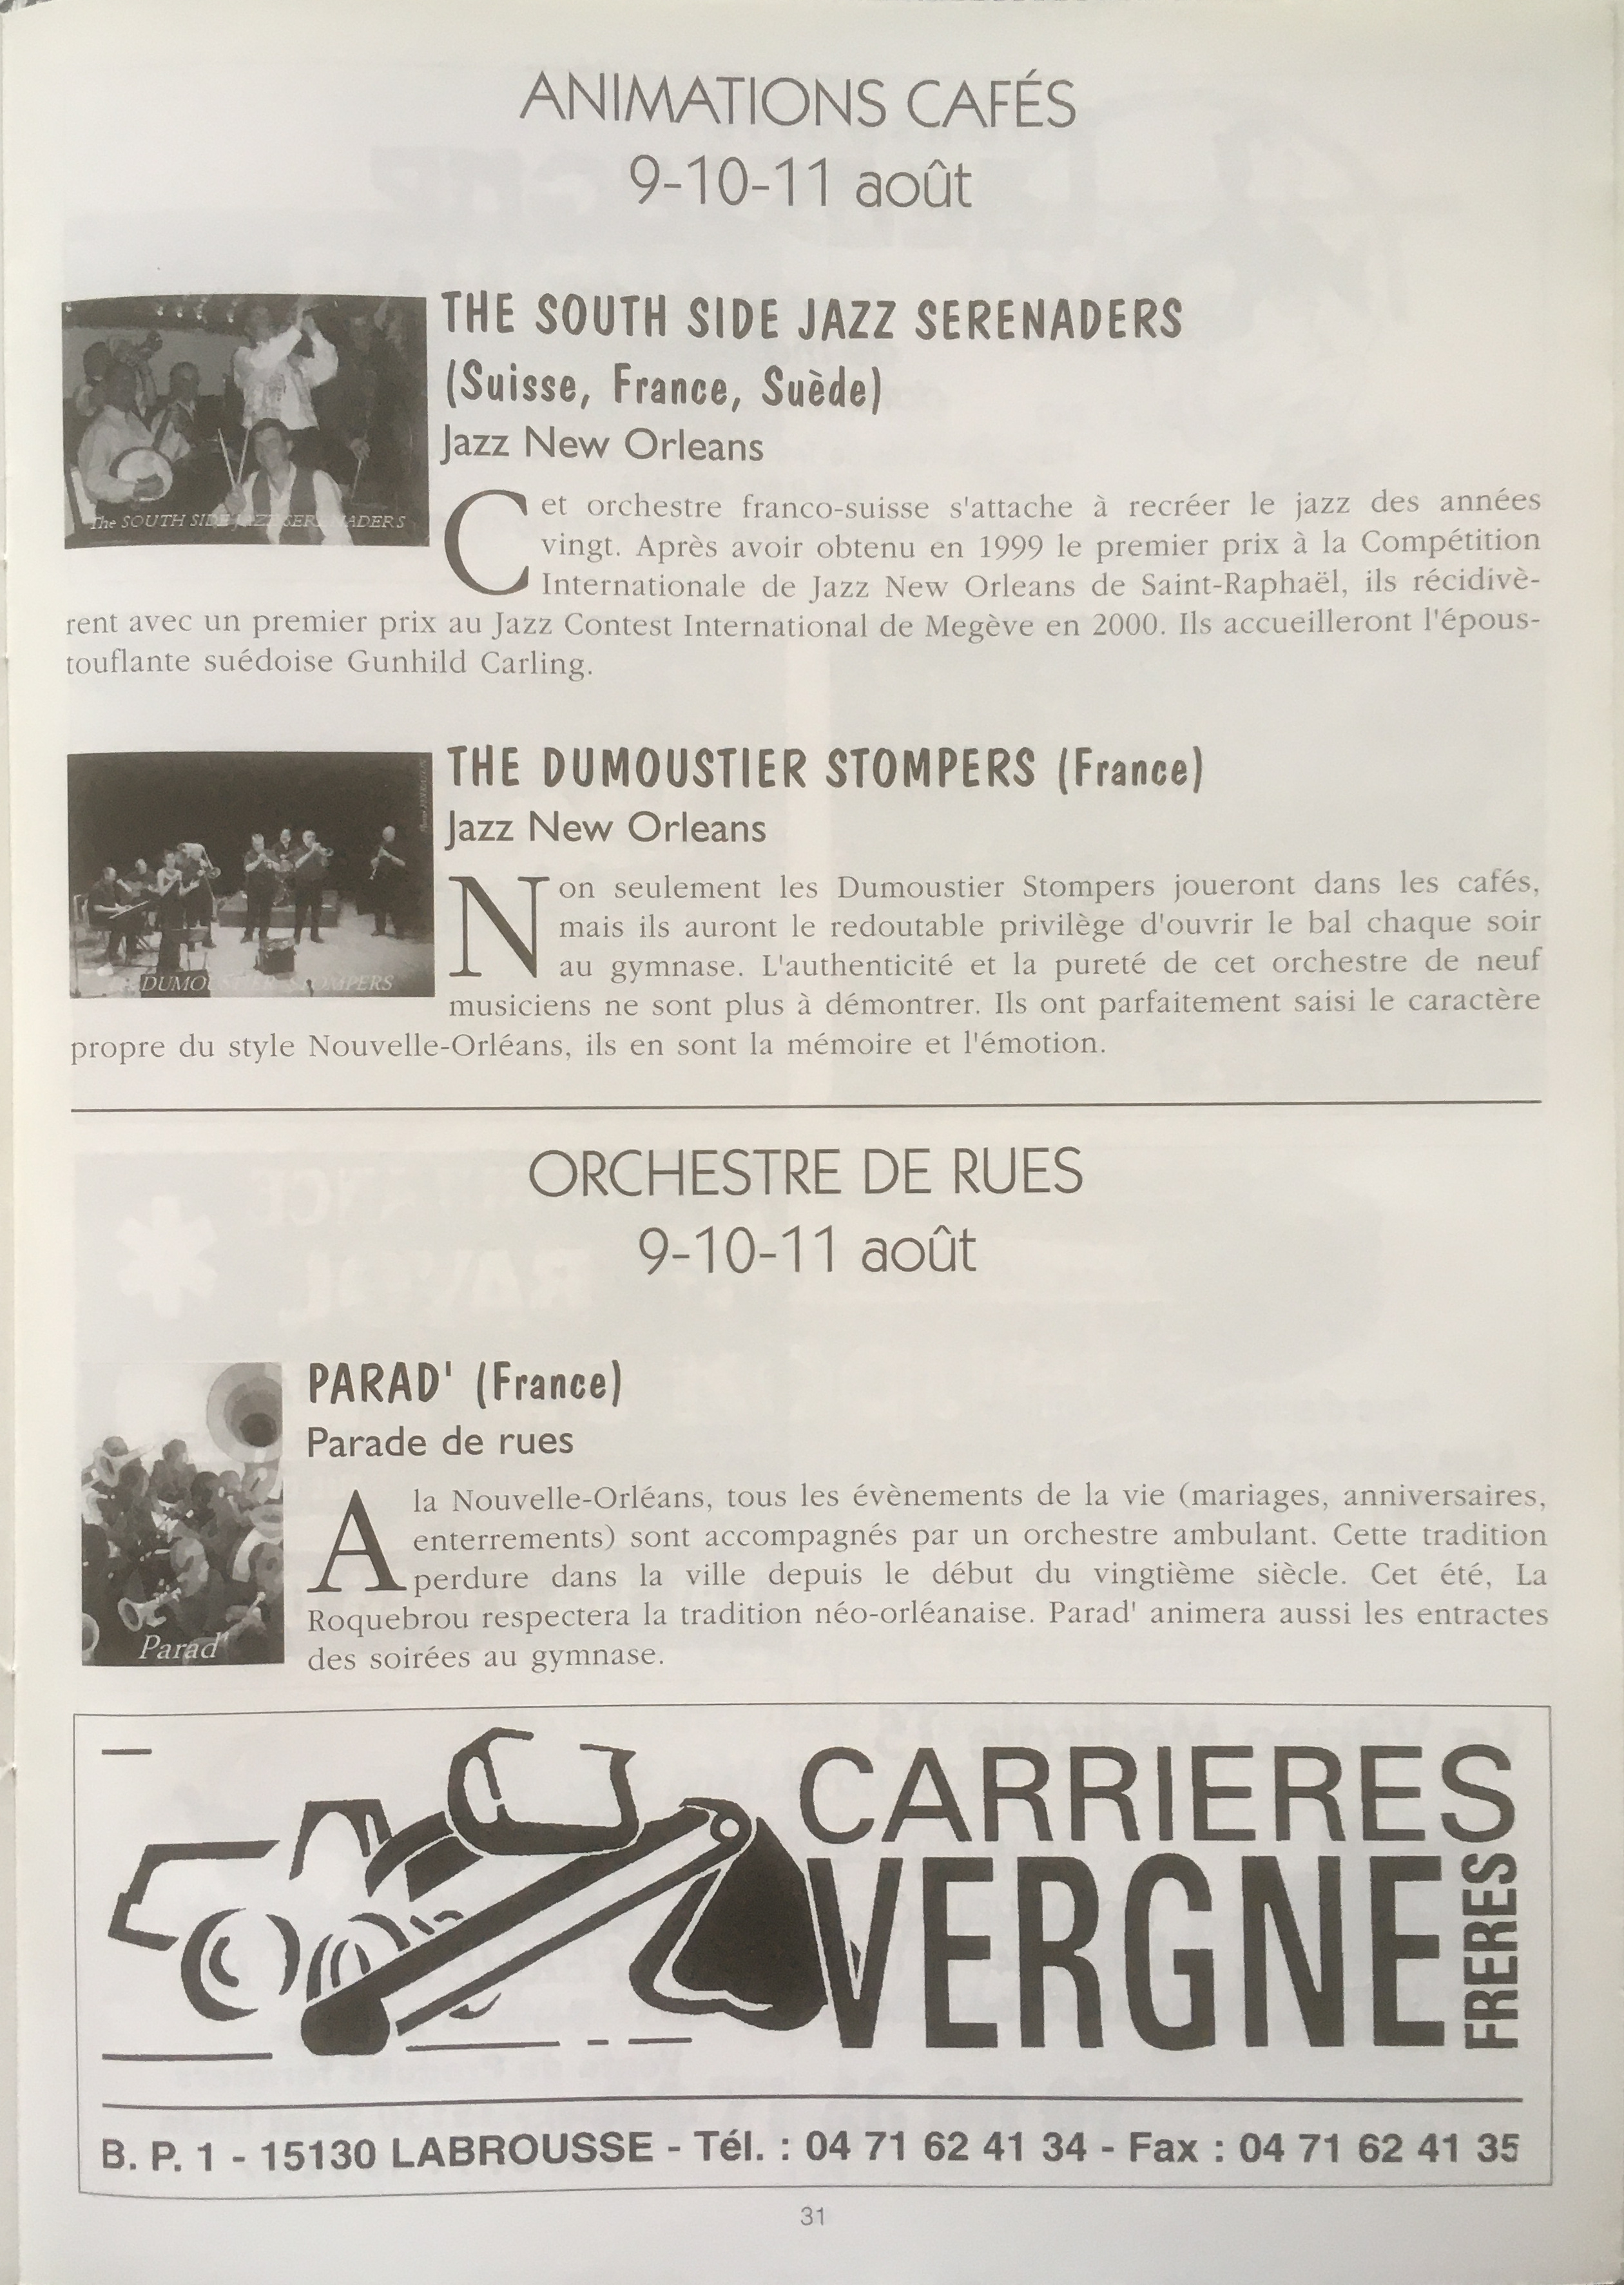 ANIMATIONS CAFÉS
9-10-11 août
The SOUTH SIDE JAZZ SERENADERS
THE SOUTH SIDE JAZZ SERENADERS
(Suisse, France, Suède)
Jazz New Orleans
Cet orchestre franco-suisse s'attache à recréer le jazz des années
vingt. Après avoir obtenu en 1999 le premier prix à la Compétition
Internationale de Jazz New Orleans de Saint-Raphaël, ils récidivè-
rent avec un premier prix au Jazz Contest International de Megève en 2000. Ils accueilleront l'épous-
touflante suédoise Gunhild Carling.
DUMOUSTIER STOMPERS
THE DUMOUSTIER STOMPERS (France)
Jazz New Orleans
Non seulement les Dumoustier Stompers joueront dans les cafés,
mais ils auront le redoutable privilège d'ouvrir le bal chaque soir
au gymnase. L'authenticité et la pureté de cet orchestre de neuf
musiciens ne sont plus à démontrer. Ils ont parfaitement saisi le caractère
propre du style Nouvelle-Orléans, ils en sont la mémoire et l'émotion.
ORCHESTRE DE RUES
9-10-11 août
Parad'
PARAD' (France)
Parade de rues
A la Nouvelle-Orléans, tous les évènements de la vie (mariages, anniversaires,
enterrements) sont accompagnés par un orchestre ambulant. Cette tradition
perdure dans la ville depuis le début du vingtième siècle. Cet été, La
Roquebrou respectera la tradition néo-orléanaise. Parad' animera aussi les entractes
des soirées au gymnase.
CARRIERES
VERGNE
FRERES
B. P. 1 - 15130 LABROUSSE - Tél. : 04 71 62 41 34 - Fax : 04 71 62 41 35
31